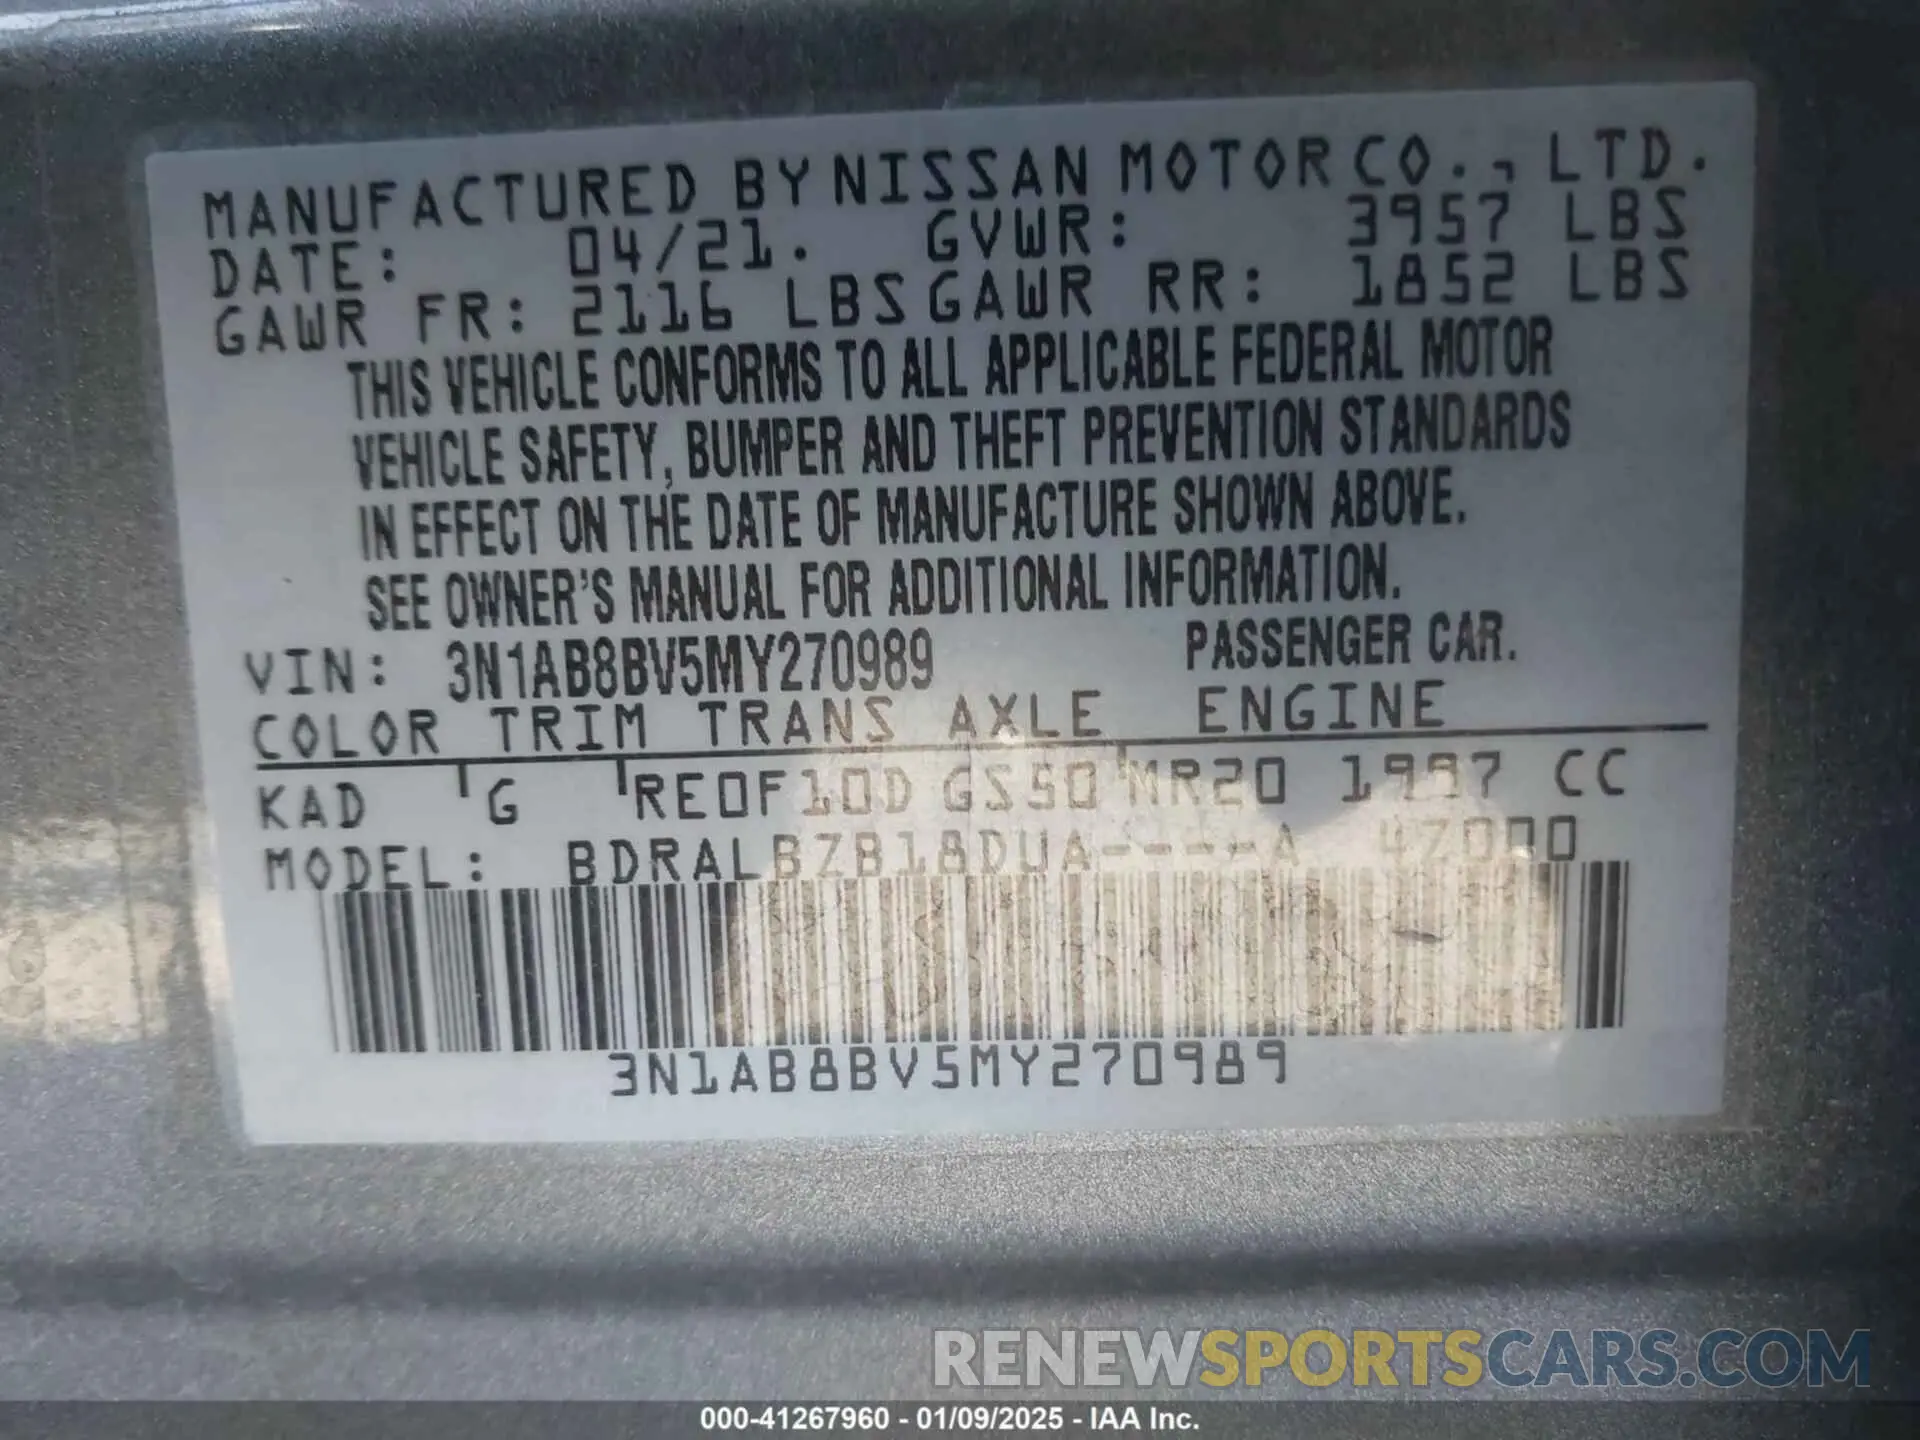 MANUFACTURED BY NISSAN MOTOR CO., LTD.
DATE: 04/21. GVWR: 3957 LBS
GAWR FR: 2116 LBS GAWR RR: 1852 LBS
THIS VEHICLE CONFORMS TO ALL APPLICABLE FEDERAL MOTOR
VEHICLE SAFETY, BUMPER AND THEFT PREVENTION STANDARDS
IN EFFECT ON THE DATE OF MANUFACTURE SHOWN ABOVE.
SEE OWNER'S MANUAL FOR ADDITIONAL INFORMATION.
VIN: 3N1AB8BV5MY270989 PASSENGER CAR.
COLOR TRIM TRANS AXLE ENGINE
KAD G RE0F10D GS50 MR20 1997 CC
MODEL: BDRALBZB18DUA----A 4Z000
3N1AB8BV5MY270989
RENEWSPORTSCARS.COM
000-41267960 - 01/09/2025 - IAA Inc.